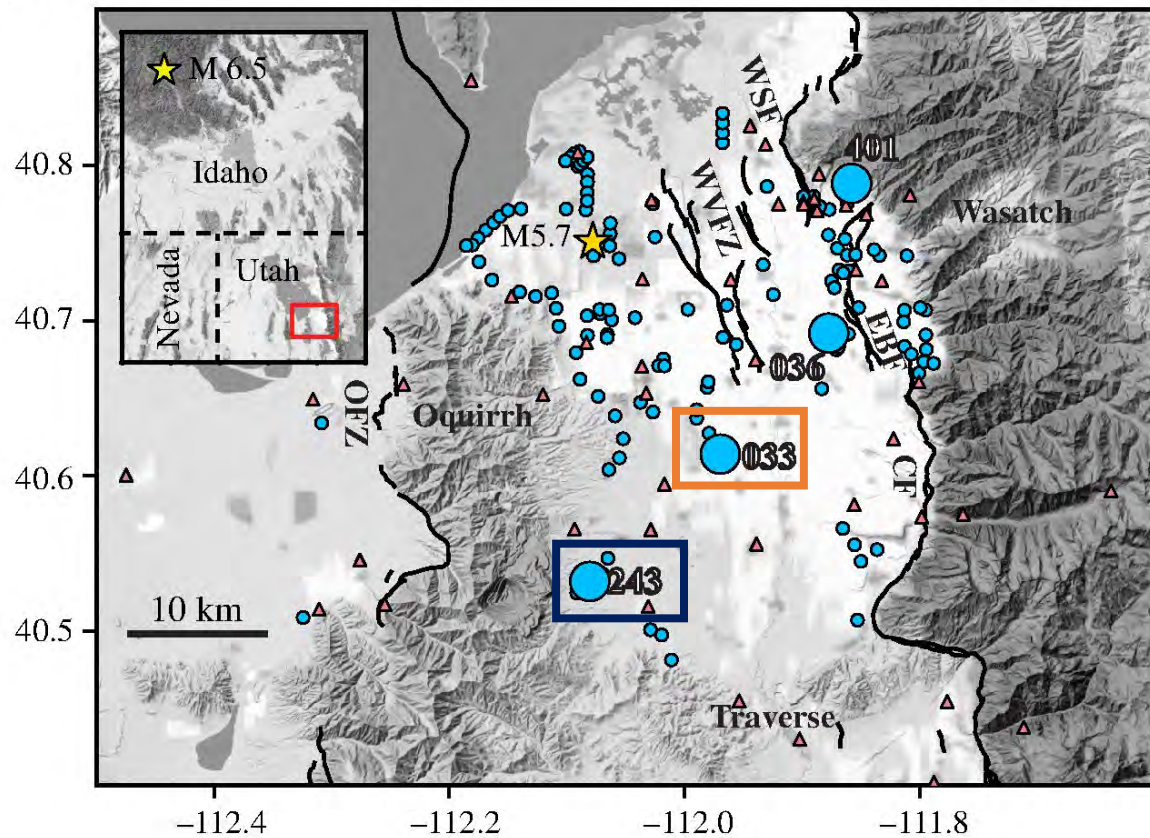 M 6.5
Idaho
Nevada
Utah
WSF
401
40.8
WVFZ
Wasatch
M5.7
40.7
036
EBF
OFZ
Oquirrh
033
40.6
CF
243
10 km
40.5
Traverse
−112.4
−112.2
−112.0
−111.8